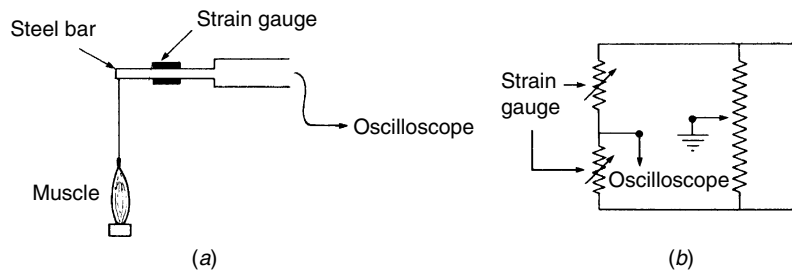 Strain gauge
Steel bar
Oscilloscope
Muscle
(a)
Strain
gauge
Oscilloscope
(b)